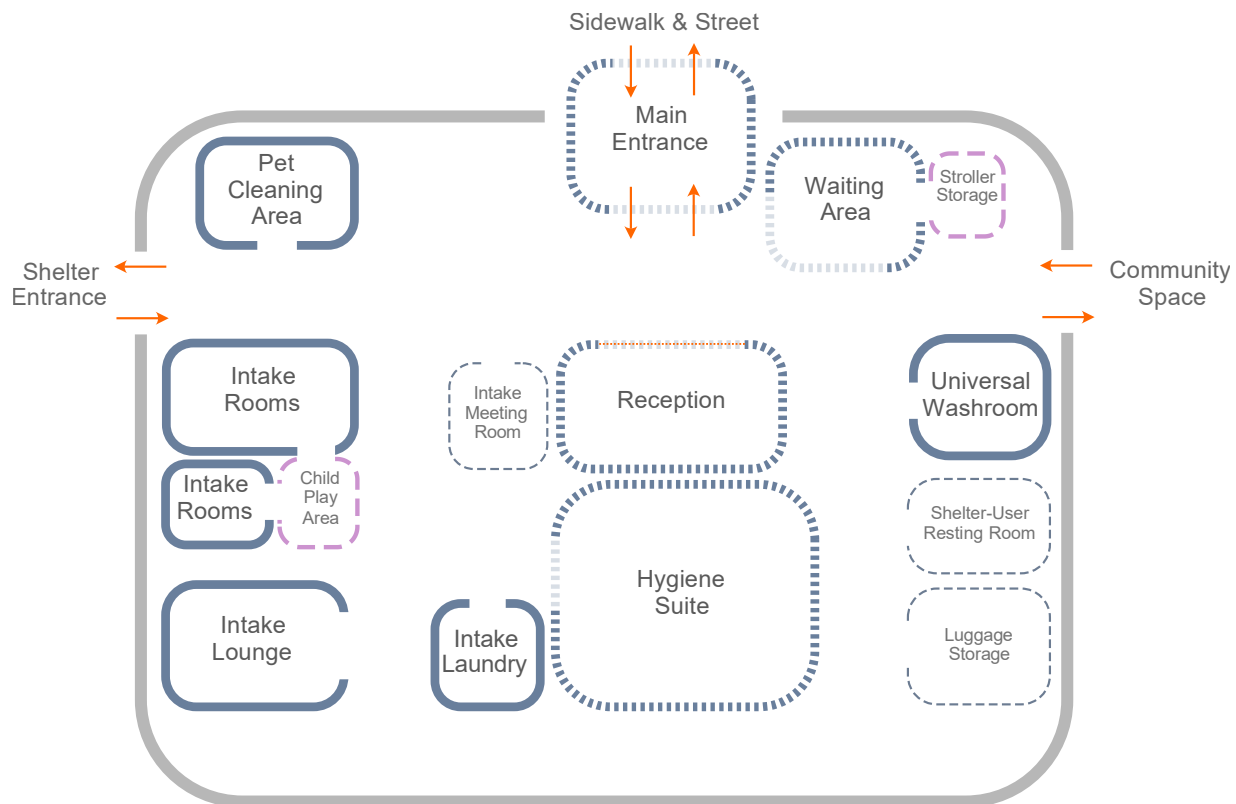 Sidewalk & Street
Main
Entrance
Pet
Cleaning
Area
Waiting
Area
Stroller
Storage
Shelter
Entrance
Community
Space
Intake
Rooms
Intake
Meeting
Room
Reception
Universal
Washroom
Intake
Rooms
Child
Play
Area
Shelter-User
Resting Room
Hygiene
Suite
Intake
Lounge
Intake
Laundry
Luggage
Storage